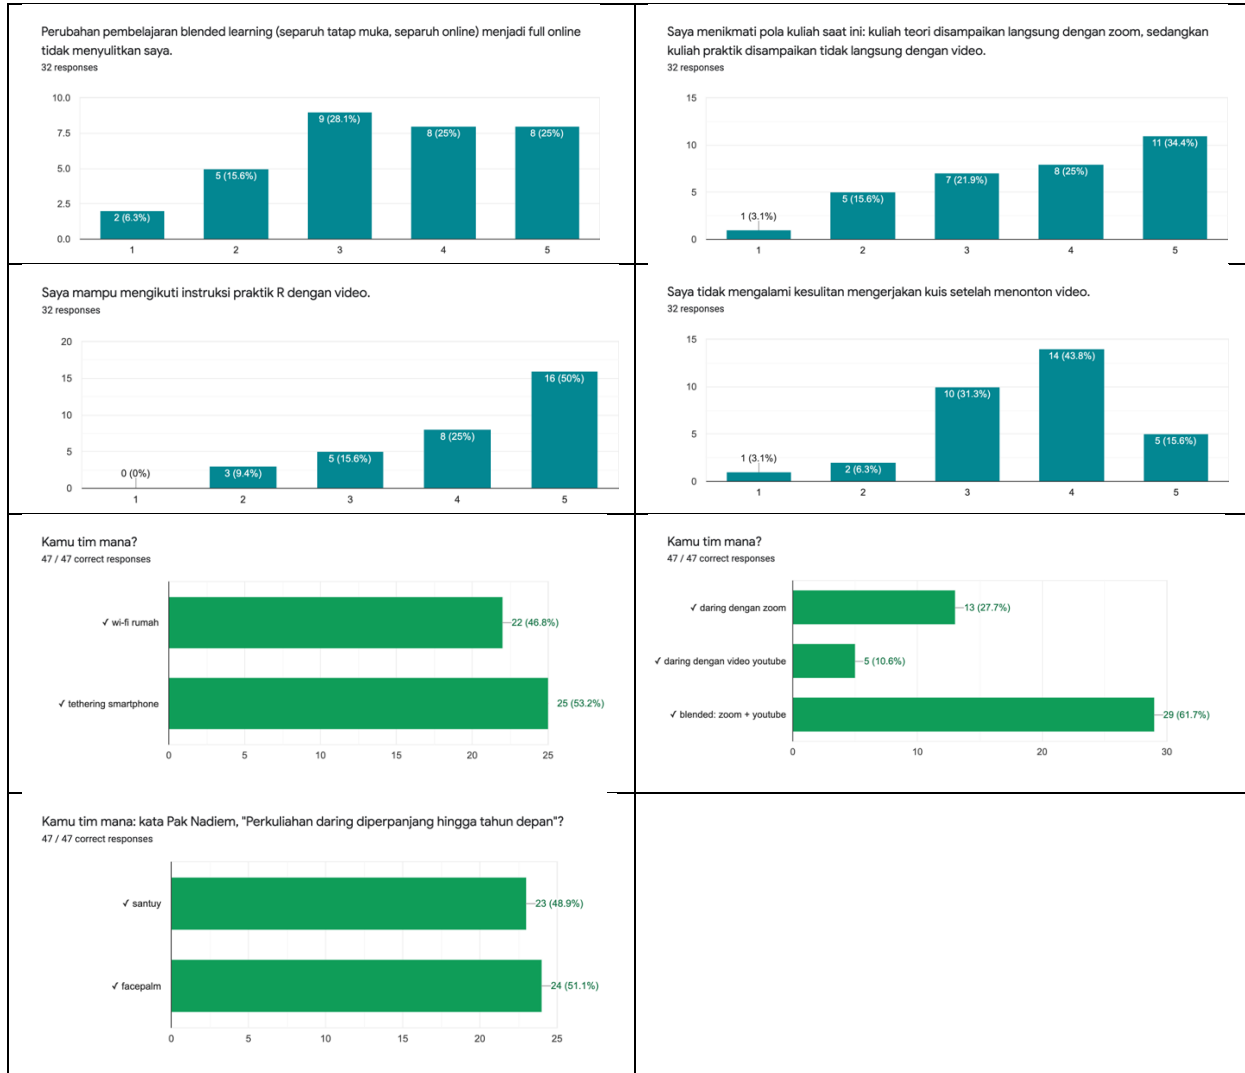 Perubahan pembelajaran blended learning (separuh tatap muka, separuh online) menjadi full online
tidak menyulitkan saya.
32 responses
10.0
7.5
5.0
2.5
0.0
2 (6.3%)
5 (15.6%)
9 (28.1%)
8 (25%)
8 (25%)
1 2 3 4 5
Saya menikmati pola kuliah saat ini: kuliah teori disampaikan langsung dengan zoom, sedangkan
kuliah praktik disampaikan tidak langsung dengan video.
32 responses
15
10
5
0
1 (3.1%)
5 (15.6%)
7 (21.9%)
8 (25%)
11 (34.4%)
1 2 3 4 5
Saya mampu mengikuti instruksi praktik R dengan video.
32 responses
20
15
10
5
0
0 (0%)
3 (9.4%)
5 (15.6%)
8 (25%)
16 (50%)
1 2 3 4 5
Saya tidak mengalami kesulitan mengerjakan kuis setelah menonton video.
32 responses
15
10
5
0
1 (3.1%)
2 (6.3%)
10 (31.3%)
14 (43.8%)
5 (15.6%)
1 2 3 4 5
Kamu tim mana?
47 / 47 correct responses
✓ wi-fi rumah
22 (46.8%)
✓ tethering smartphone
25 (53.2%)
0 5 10 15 20 25
Kamu tim mana?
47 / 47 correct responses
✓ daring dengan zoom
13 (27.7%)
✓ daring dengan video youtube
5 (10.6%)
✓ blended: zoom + youtube
29 (61.7%)
0 10 20 30
Kamu tim mana: kata Pak Nadiem, "Perkuliahan daring diperpanjang hingga tahun depan"?
47 / 47 correct responses
✓ santuy
23 (48.9%)
✓ facepalm
24 (51.1%)
0 5 10 15 20 25